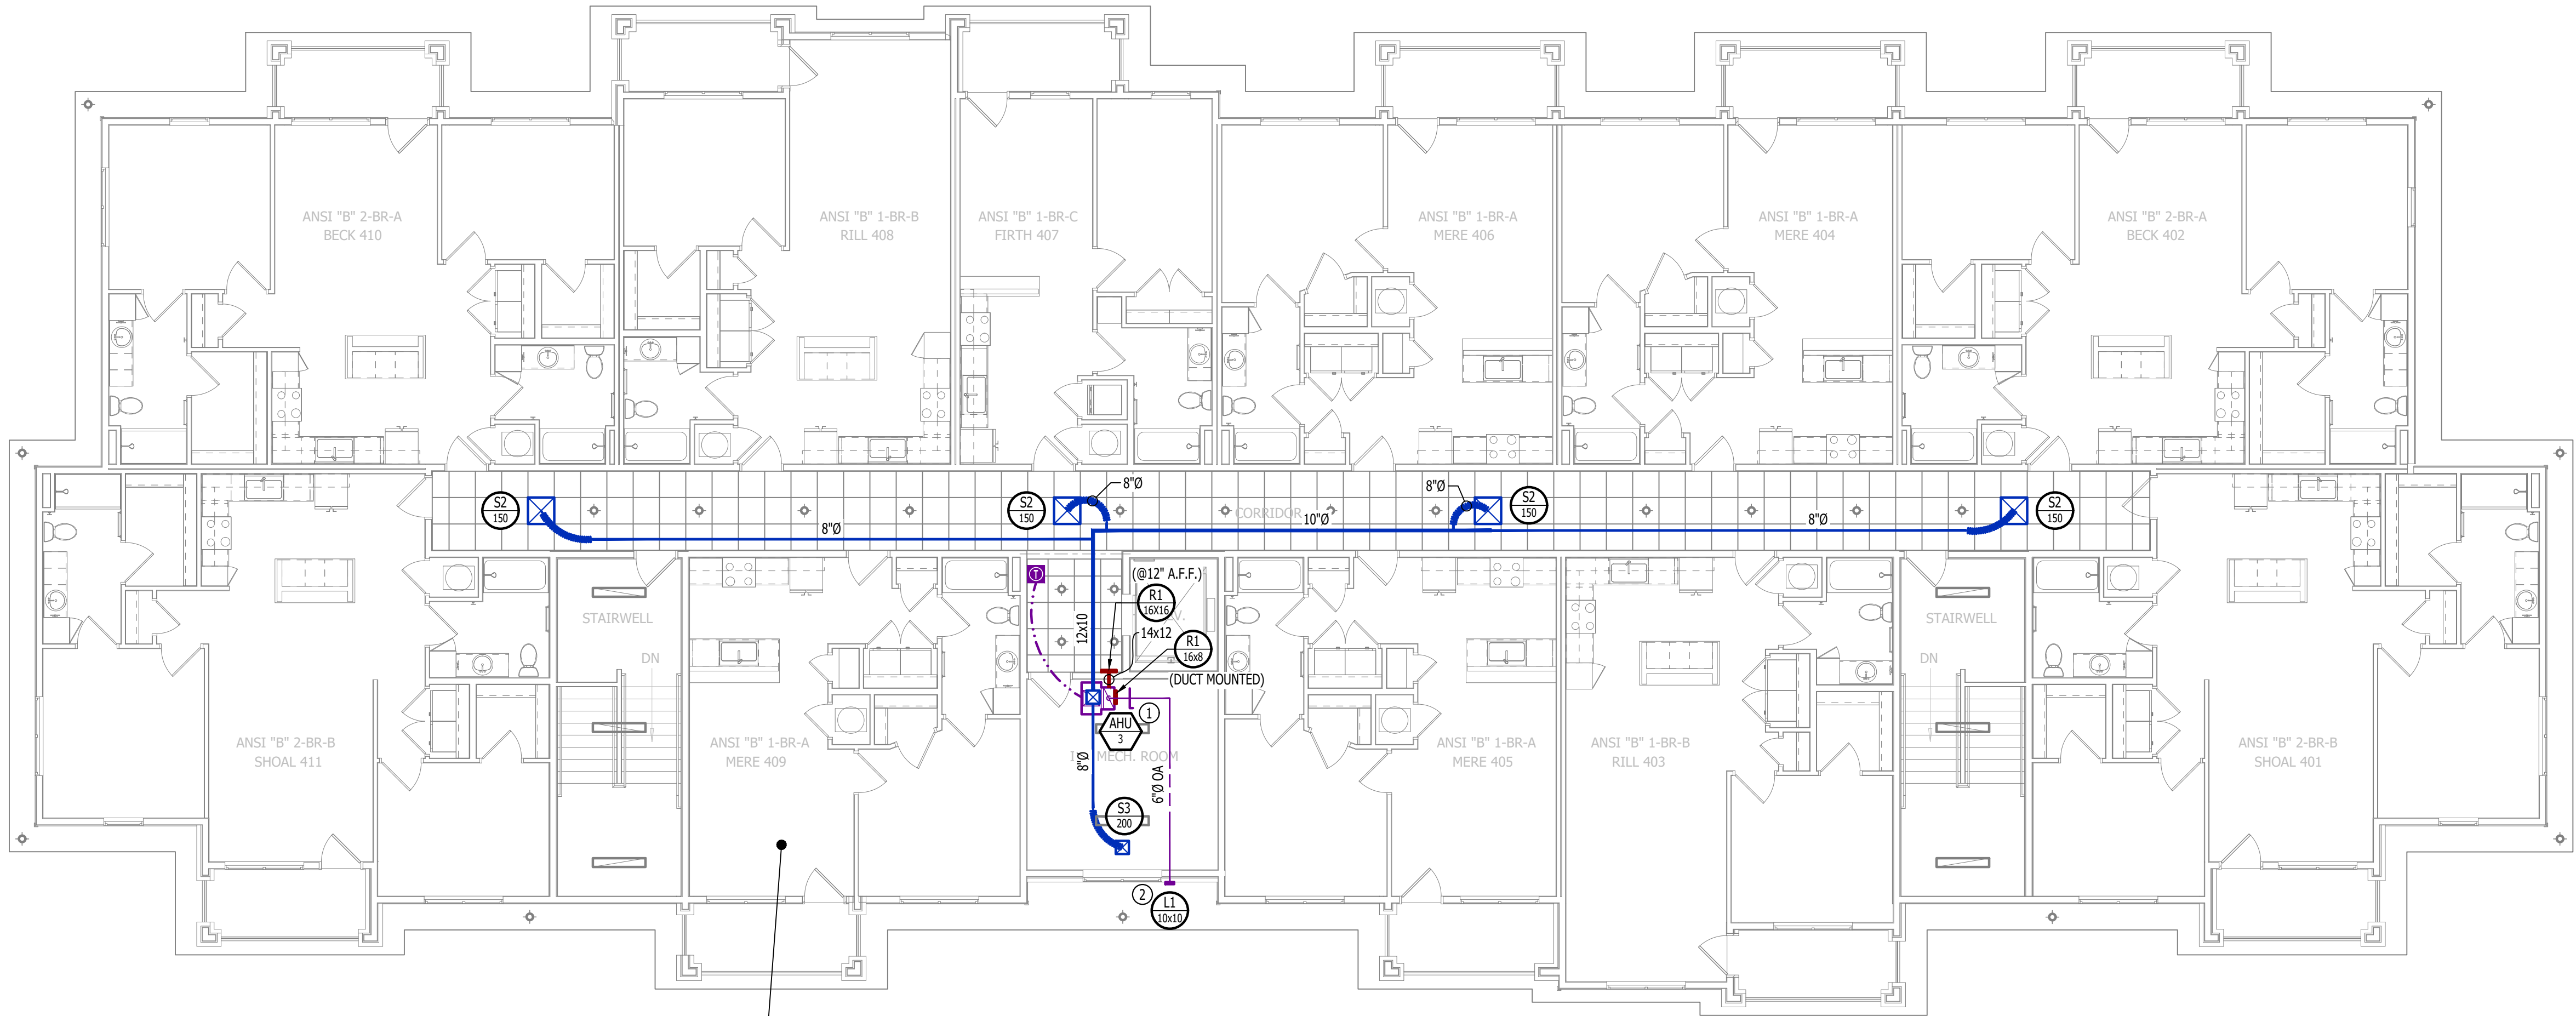 ANSI "B" 2-BR-A
BECK 410
ANSI "B" 1-BR-B
RILL 408
ANSI "B" 1-BR-C
FIRTH 407
ANSI "B" 1-BR-A
MERE 406
ANSI "B" 1-BR-A
MERE 404
ANSI "B" 2-BR-A
BECK 402
S2
150
8"Ø
S2
150
8"Ø
CORRIDOR
10"Ø
8"Ø
S2
150
8"Ø
S2
150
T
12x10
(@12" A.F.F.)
R1
16X16
14x12
R1
16x8
(DUCT MOUNTED)
STAIRWELL
DN
STAIRWELL
DN
AHU
3
1
MECH. ROOM
8"Ø
6"Ø OA
S3
200
2
L1
10x10
ANSI "B" 2-BR-B
SHOAL 411
ANSI "B" 1-BR-A
MERE 409
ANSI "B" 1-BR-A
MERE 405
ANSI "B" 1-BR-B
RILL 403
ANSI "B" 2-BR-B
SHOAL 401